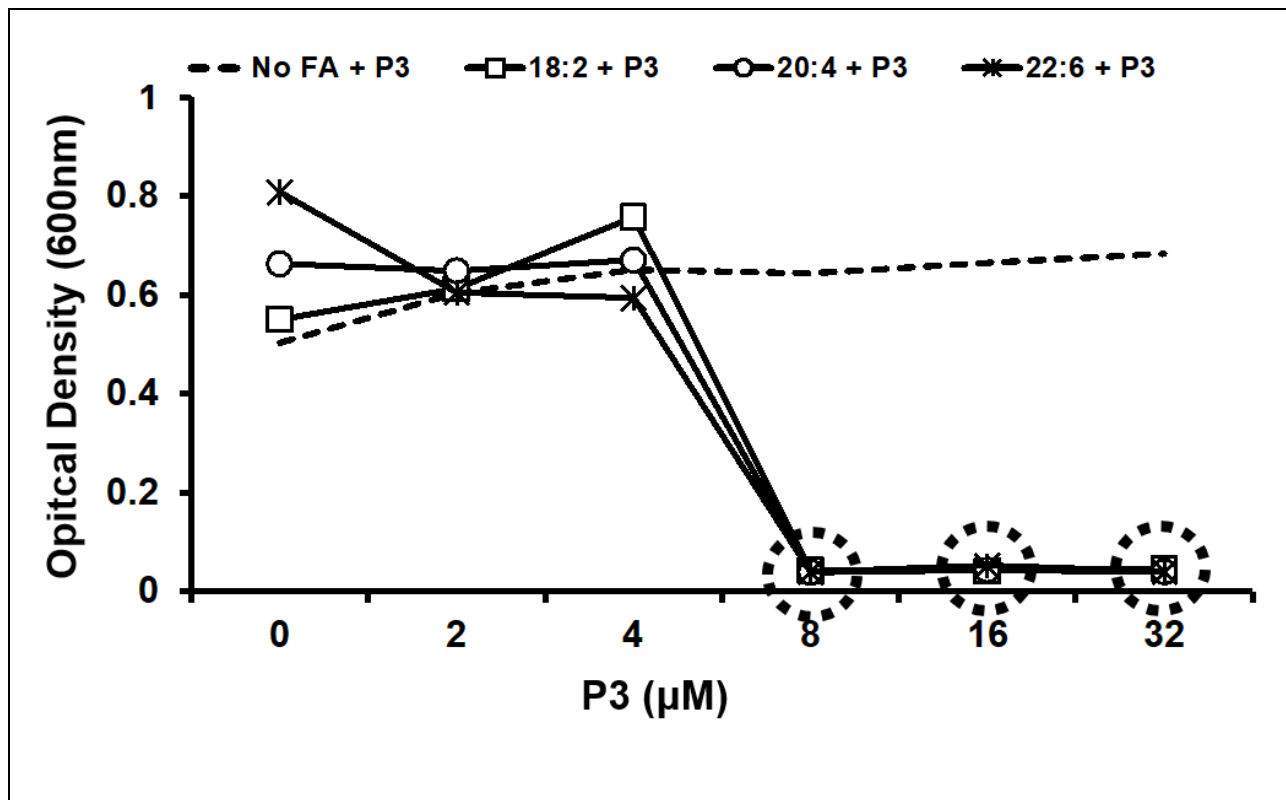 No FA + P3 18:2 + P3 20:4 + P3 22:6 + P3
1
0.8
0.6
0.4
0.2
0
Opitcal Density (600nm)
0 2 4 8 16 32
P3 (µM)